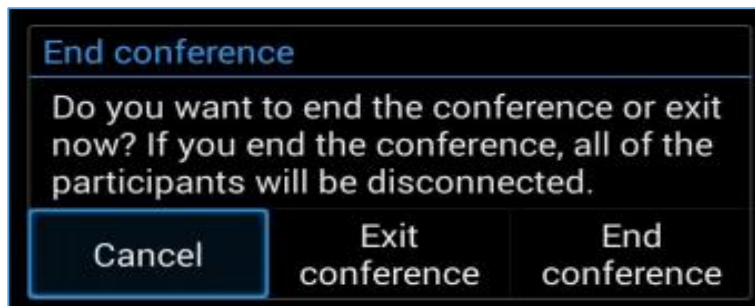 End conference
Do you want to end the conference or exit
now? If you end the conference, all of the
participants will be disconnected.
Cancel
Exit
conference
End
conference